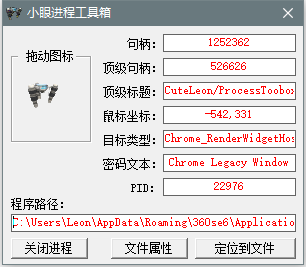 小眼进程工具箱
拖动图标
句柄: 1252362
顶级句柄: 526626
顶级标题: CuteLeon/ProcessToobox
鼠标坐标: -542,331
目标类型: Chrome_RenderWidgetHos
密码文本: Chrome Legacy Window
PID: 22976
程序路径:
C:\Users\Leon\AppData\Roaming\360se6\Applicatio
关闭进程 文件属性 定位到文件